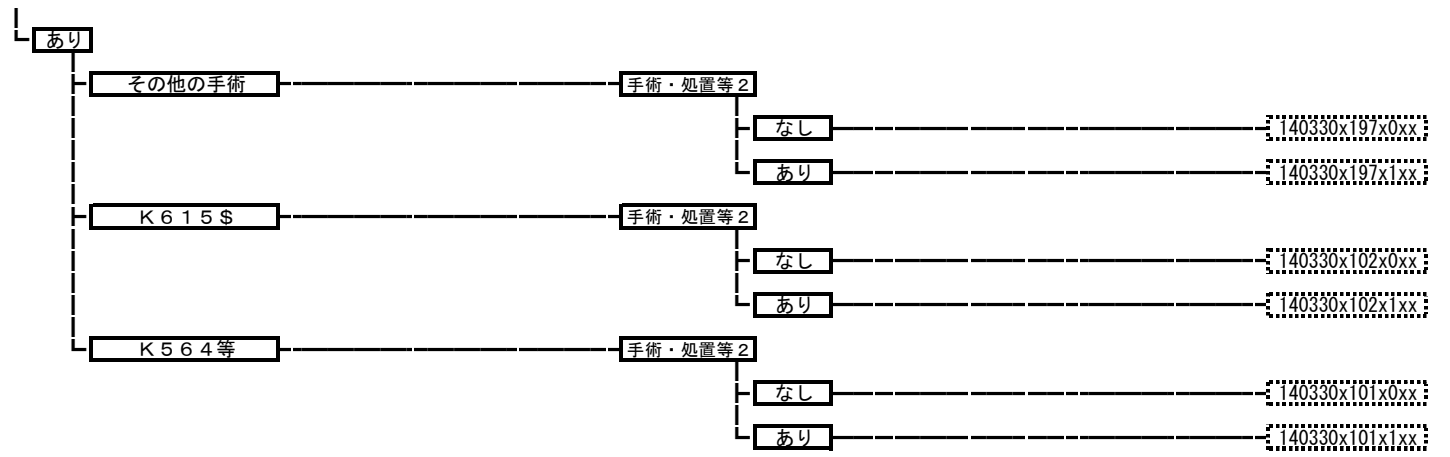 あり
その他の手術 手術・処置等２
なし 140330x197x0xx
あり 140330x197x1xx
Ｋ６１５＄ 手術・処置等２
なし 140330x102x0xx
あり 140330x102x1xx
Ｋ５６４等 手術・処置等２
なし 140330x101x0xx
あり 140330x101x1xx